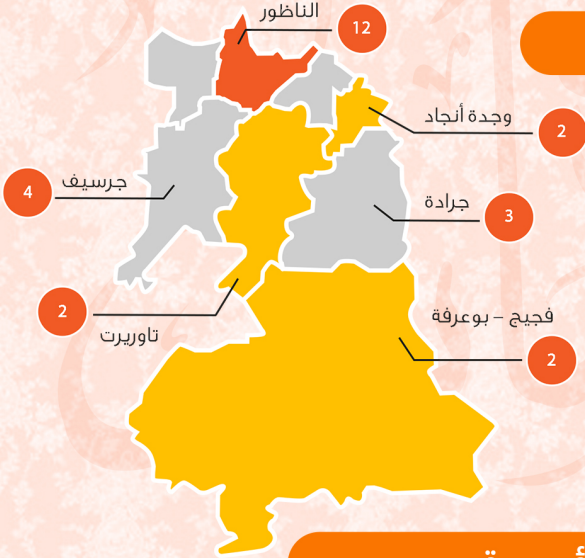 الناظور
12
وجدة أنجاد
2
جرسيف
4
جرادة
3
2
تاوريرت
فجيج – بوعرفة
2